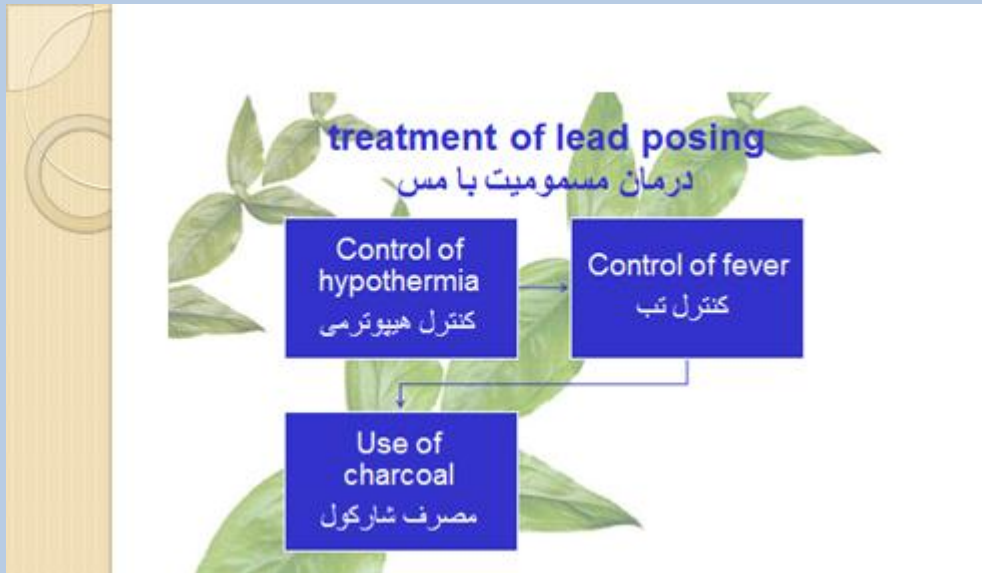 treatment of lead posing
درمان مسمومیت با مس
Control of
hypothermia
کنترل هیپوترمی
Control of fever
کنترل تب
Use of
charcoal
مصرف شارکول